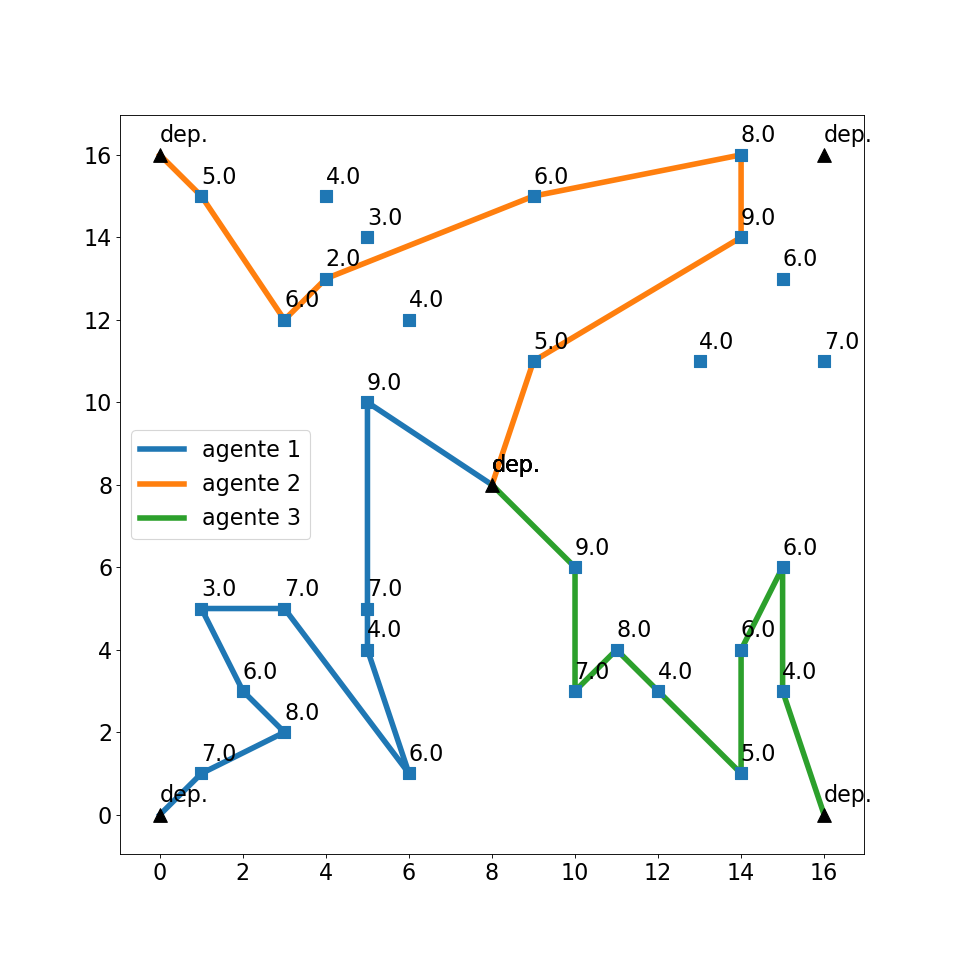 8.0
dep. dep.
16
5.0 4.0 6.0
3.0 9.0
14
2.0 6.0
6.0 4.0
12
5.0 4.0 7.0
9.0
10
agente 1
dep.
8
agente 2
agente 3
9.0 6.0
6
3.0 7.0 7.0
4.0 8.0 6.0
4
6.0 7.0 4.0 4.0
8.0
2
7.0 6.0 5.0
dep. dep.
0
0 2 4 6 8 10 12 14 16